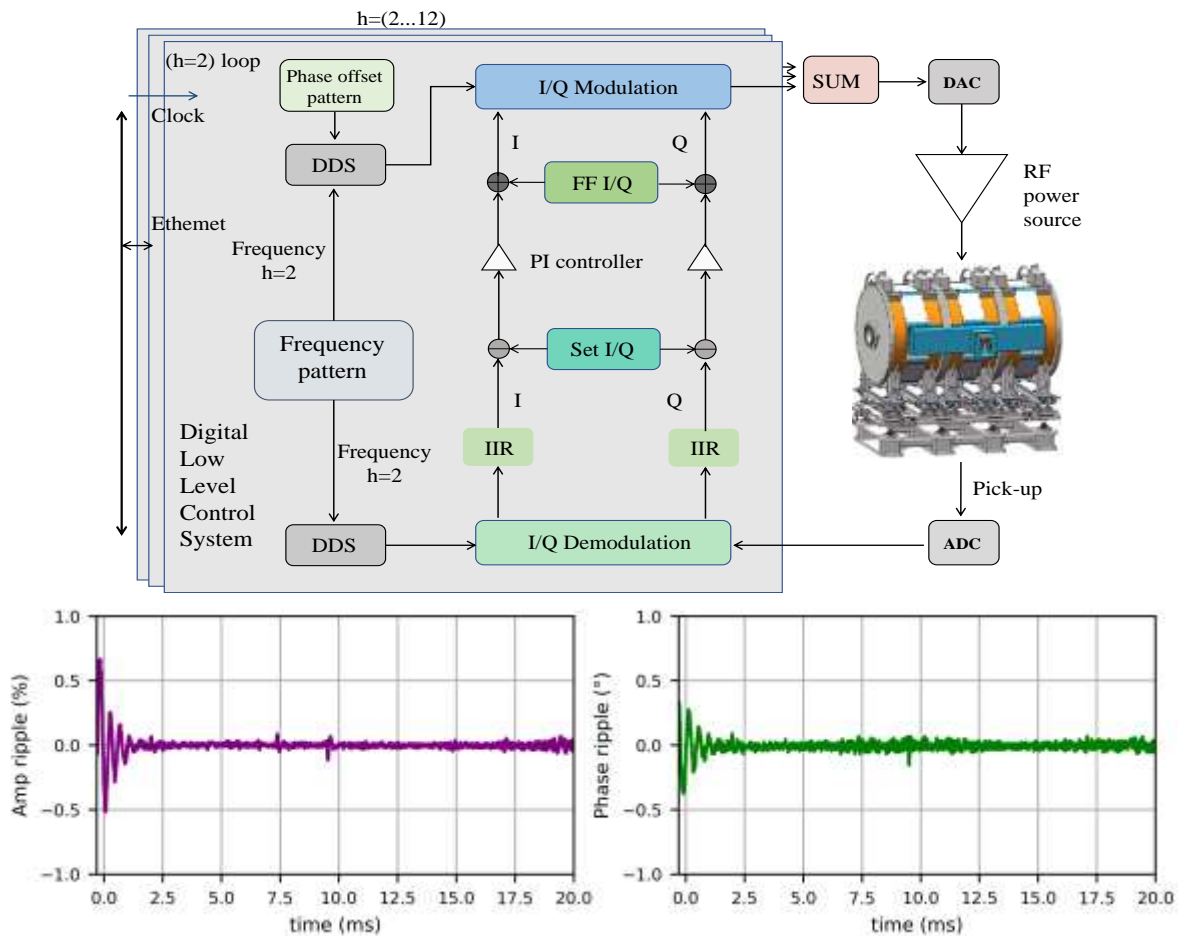 h=(2...12)
(h=2) loop
Phase offset
pattern
I/Q Modulation
SUM
DAC
Clock
DDS
I
Q
FF I/Q
RF
power
source
Ethemet
Frequency
h=2
PI controller
Frequency
pattern
Set I/Q
I
Q
Digital
Low
Level
Control
System
Frequency
h=2
IIR
IIR
Pick-up
DDS
I/Q Demodulation
ADC
Amp ripple (%)
1.0
0.5
0.0
−0.5
−1.0
0.0 2.5 5.0 7.5 10.0 12.5 15.0 17.5 20.0
time (ms)
Phase ripple (°)
1.0
0.5
0.0
−0.5
−1.0
0.0 2.5 5.0 7.5 10.0 12.5 15.0 17.5 20.0
time (ms)